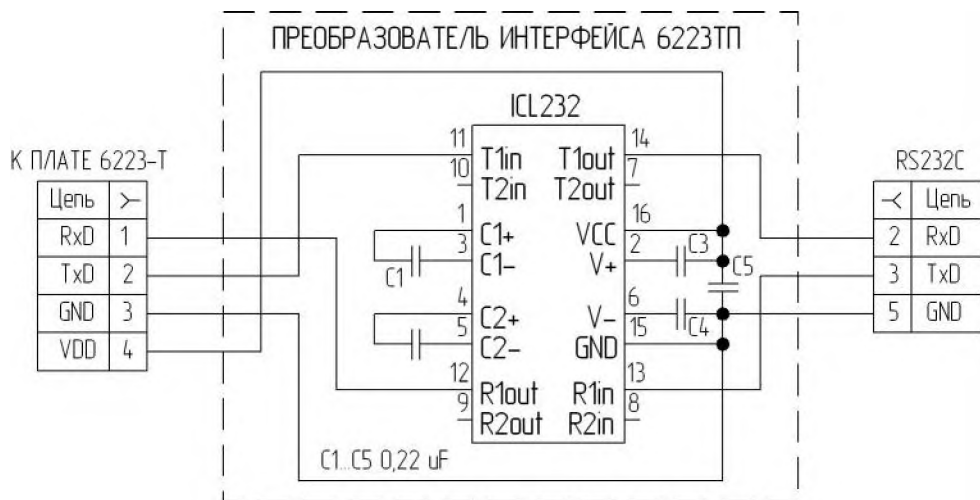 ПРЕОБРАЗОВАТЕЛЬ ИНТЕРФЕЙСА 6223ТП
К ПЛАТЕ 6223-Т
Цепь
RxD 1
TxD 2
GND 3
VDD 4
ICL232
11 T1in T1out 14
10 T2in T2out 7
1 C1+ VCC 16
3 C1- V+ 2
4 C2+ V- 6
5 C2- GND 15
12 R1out R1in 13
9 R2out R2in 8
C1
C3
C5
C4
C1...C5 0,22 uF
RS232C
Цепь
2 RxD
3 TxD
5 GND